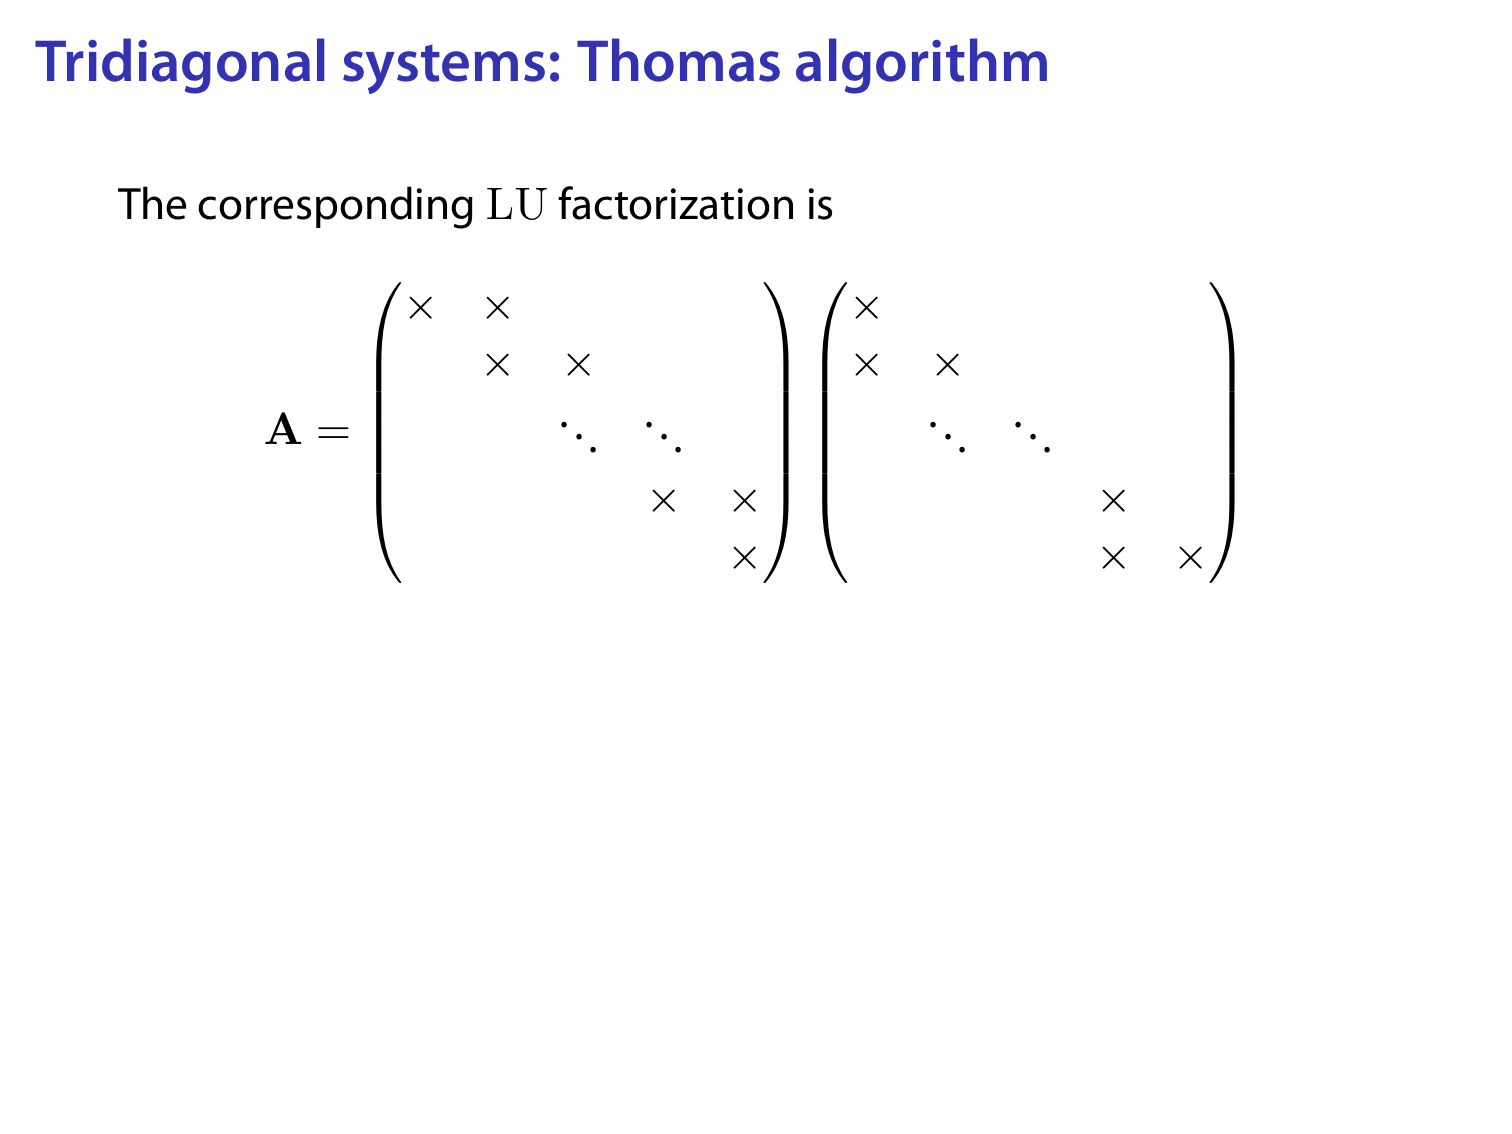 Tridiagonal systems: Thomas algorithm
The corresponding LU factorization is
× × ×
× × × ×
A = ⋱ ⋱ ⋱ ⋱
× × ×
× × ×